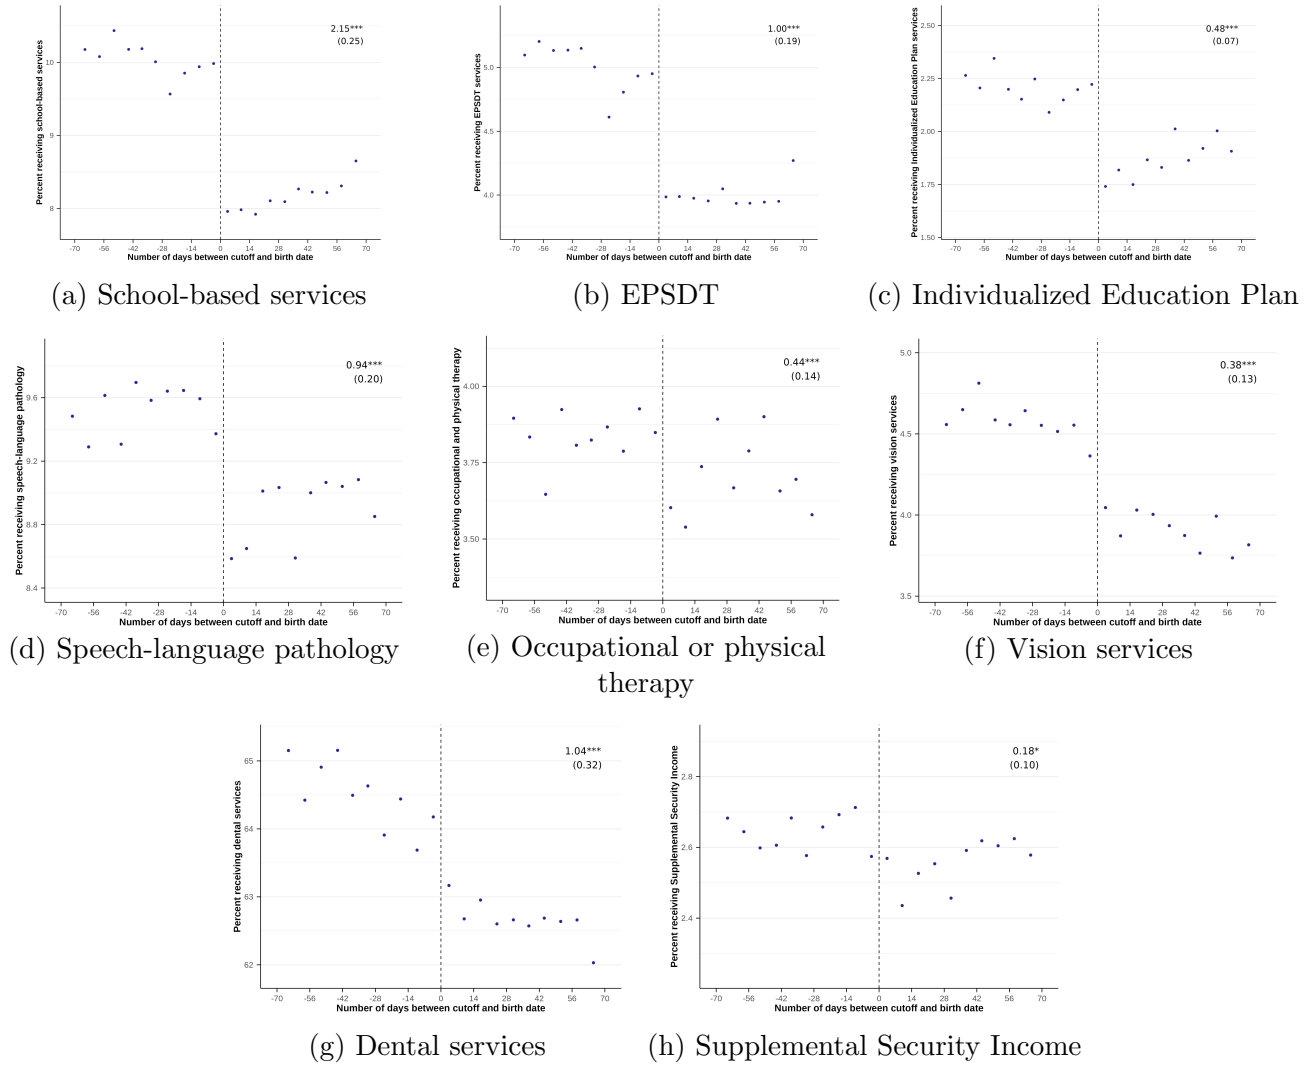 2.15***
(0.25)
Percent receiving school-based services
10
9
8
-70 -56 -42 -28 -14 0 14 28 42 56 70
Number of days between cutoff and birth date
(a) School-based services
1.00***
(0.19)
Percent receiving EPSDT services
5.0
4.5
4.0
-70 -56 -42 -28 -14 0 14 28 42 56 70
Number of days between cutoff and birth date
(b) EPSDT
0.48***
(0.07)
Percent receiving Individualized Education Plan services
2.50
2.25
2.00
1.75
1.50
-70 -56 -42 -28 -14 0 14 28 42 56 70
Number of days between cutoff and birth date
(c) Individualized Education Plan
0.94***
(0.20)
Percent receiving speech-language pathology
9.6
9.2
8.8
8.4
-70 -56 -42 -28 -14 0 14 28 42 56 70
Number of days between cutoff and birth date
(d) Speech-language pathology
0.44***
(0.14)
Percent receiving occupational and physical therapy
4.00
3.75
3.50
-70 -56 -42 -28 -14 0 14 28 42 56 70
Number of days between cutoff and birth date
(e) Occupational or physical
therapy
0.38***
(0.13)
Percent receiving vision services
5.0
4.5
4.0
3.5
-70 -56 -42 -28 -14 0 14 28 42 56 70
Number of days between cutoff and birth date
(f) Vision services
1.04***
(0.32)
Percent receiving dental services
65
64
63
62
-70 -56 -42 -28 -14 0 14 28 42 56 70
Number of days between cutoff and birth date
(g) Dental services
0.18*
(0.10)
Percent receiving Supplemental Security Income
2.8
2.6
2.4
-70 -56 -42 -28 -14 0 14 28 42 56 70
Number of days between cutoff and birth date
(h) Supplemental Security Income